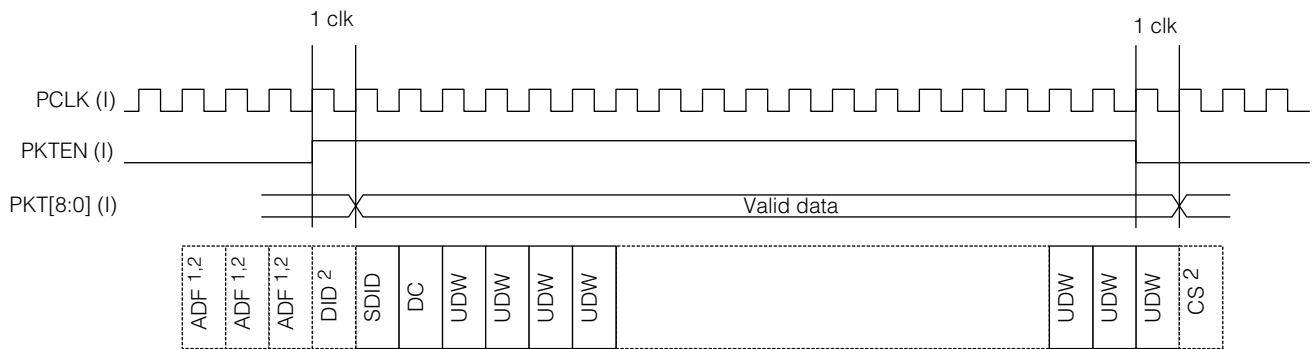 1 clk
1 clk
PCLK (I)
PKTEN (I)
PKT[8:0] (I)
Valid data
ADF 1,2
ADF 1,2
ADF 1,2
DID 2
SDID
DC
UDW
UDW
UDW
UDW
UDW
UDW
UDW
CS 2